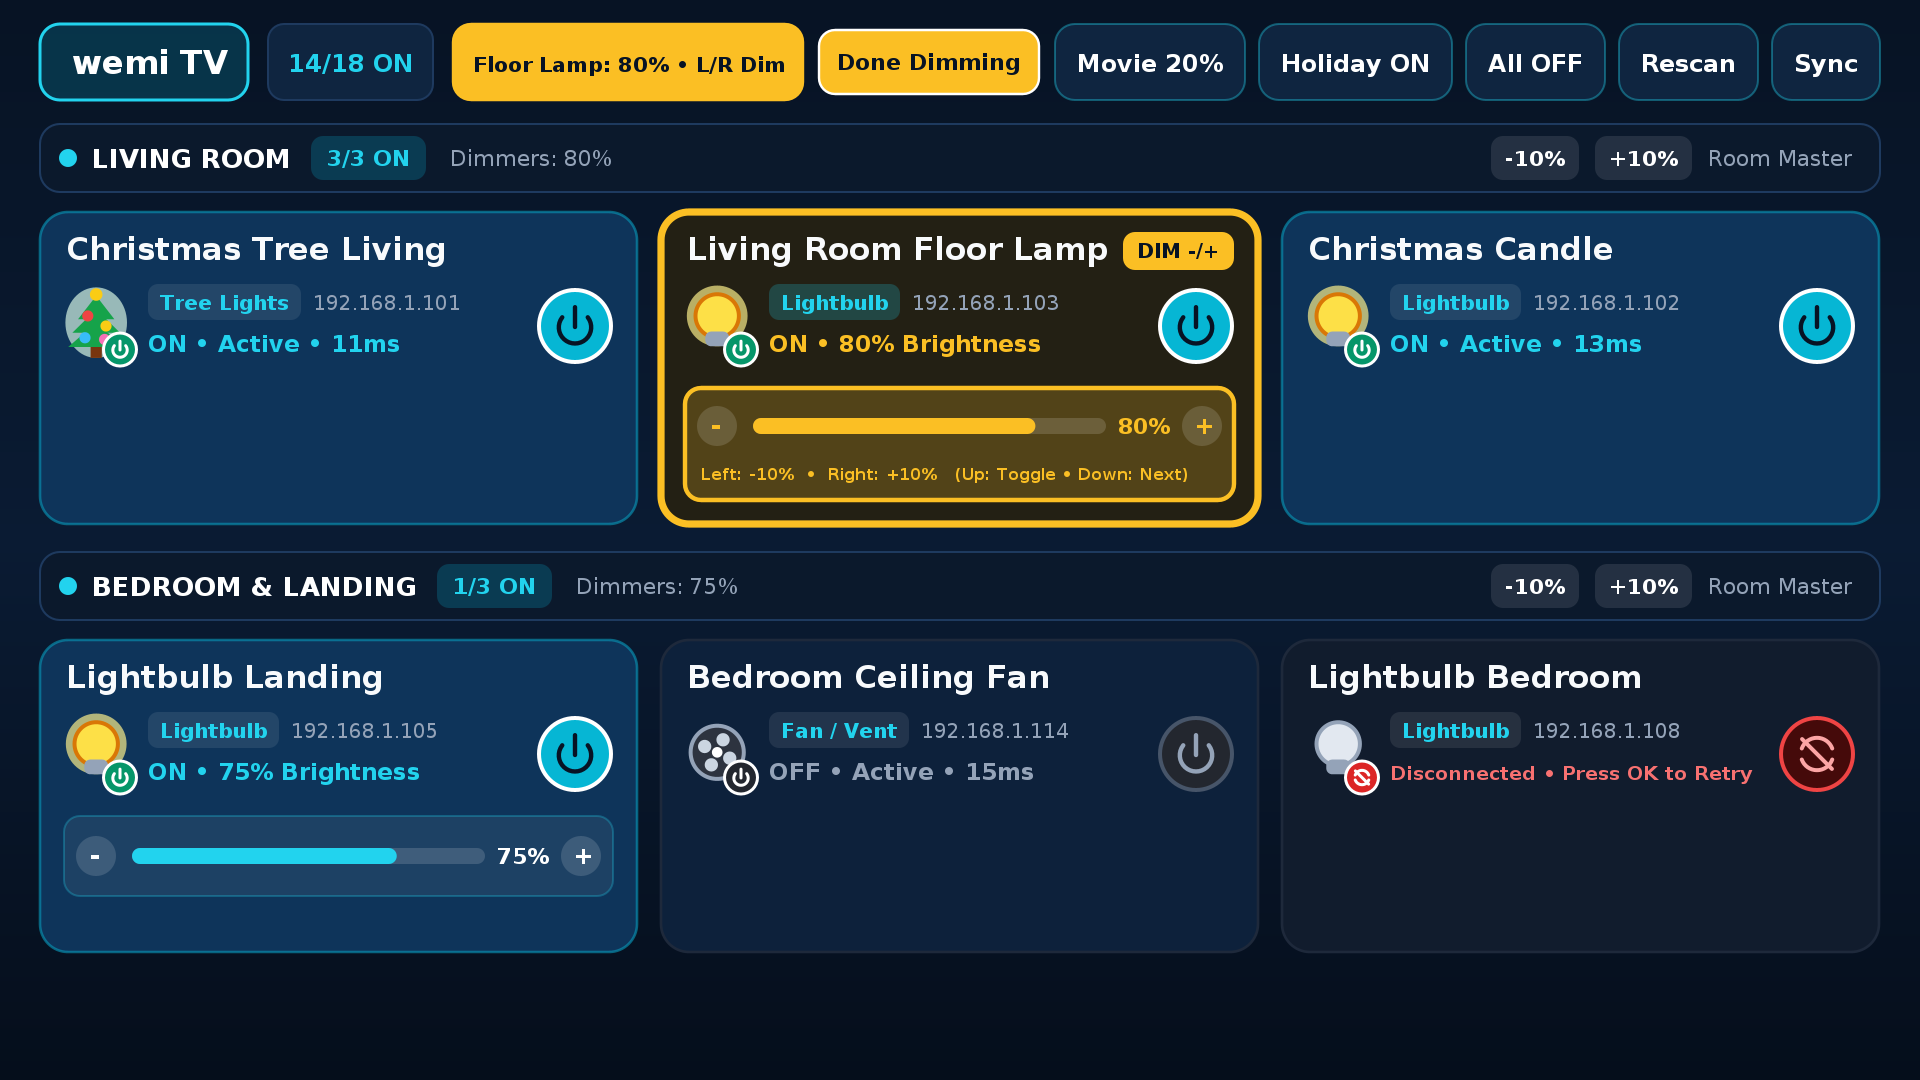 wemi TV
14/18 ON
Floor Lamp: 80% • L/R Dim
Done Dimming
Movie 20%
Holiday ON
All OFF
Rescan
Sync
LIVING ROOM
3/3 ON
Dimmers: 80%
-10%
+10%
Room Master
Christmas Tree Living
Tree Lights
192.168.1.101
ON • Active • 11ms
Living Room Floor Lamp
DIM -/+
Lightbulb
192.168.1.103
ON • 80% Brightness
-
80%
+
Left: -10% • Right: +10% (Up: Toggle • Down: Next)
Christmas Candle
Lightbulb
192.168.1.102
ON • Active • 13ms
BEDROOM & LANDING
1/3 ON
Dimmers: 75%
-10%
+10%
Room Master
Lightbulb Landing
Lightbulb
192.168.1.105
ON • 75% Brightness
-
75%
+
Bedroom Ceiling Fan
Fan / Vent
192.168.1.114
OFF • Active • 15ms
Lightbulb Bedroom
Lightbulb
192.168.1.108
Disconnected • Press OK to Retry